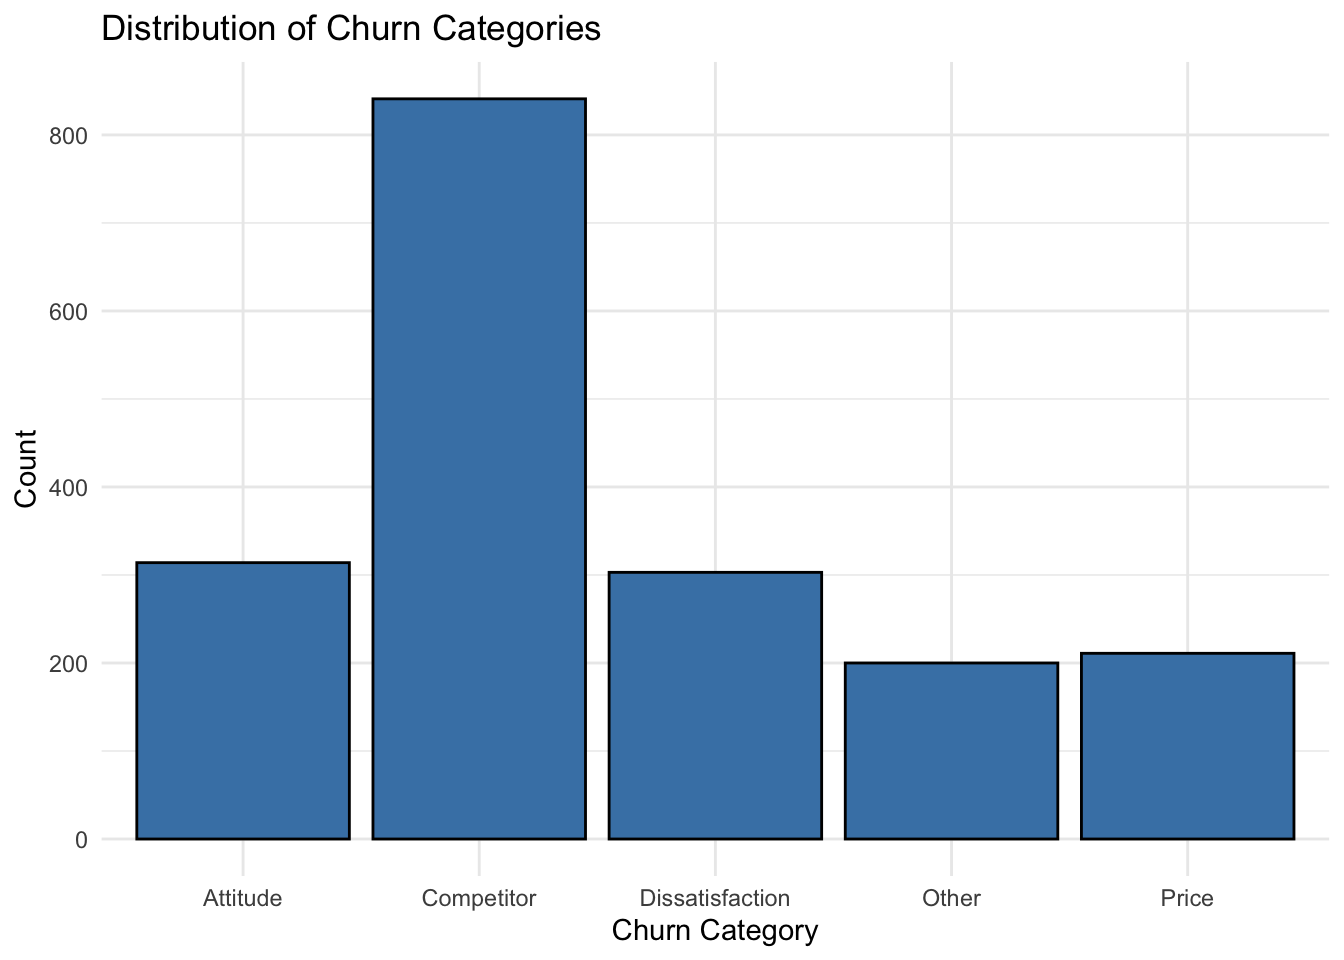 Distribution of Churn Categories
Count
800
600
400
200
0
Attitude Competitor Dissatisfaction Other Price
Churn Category